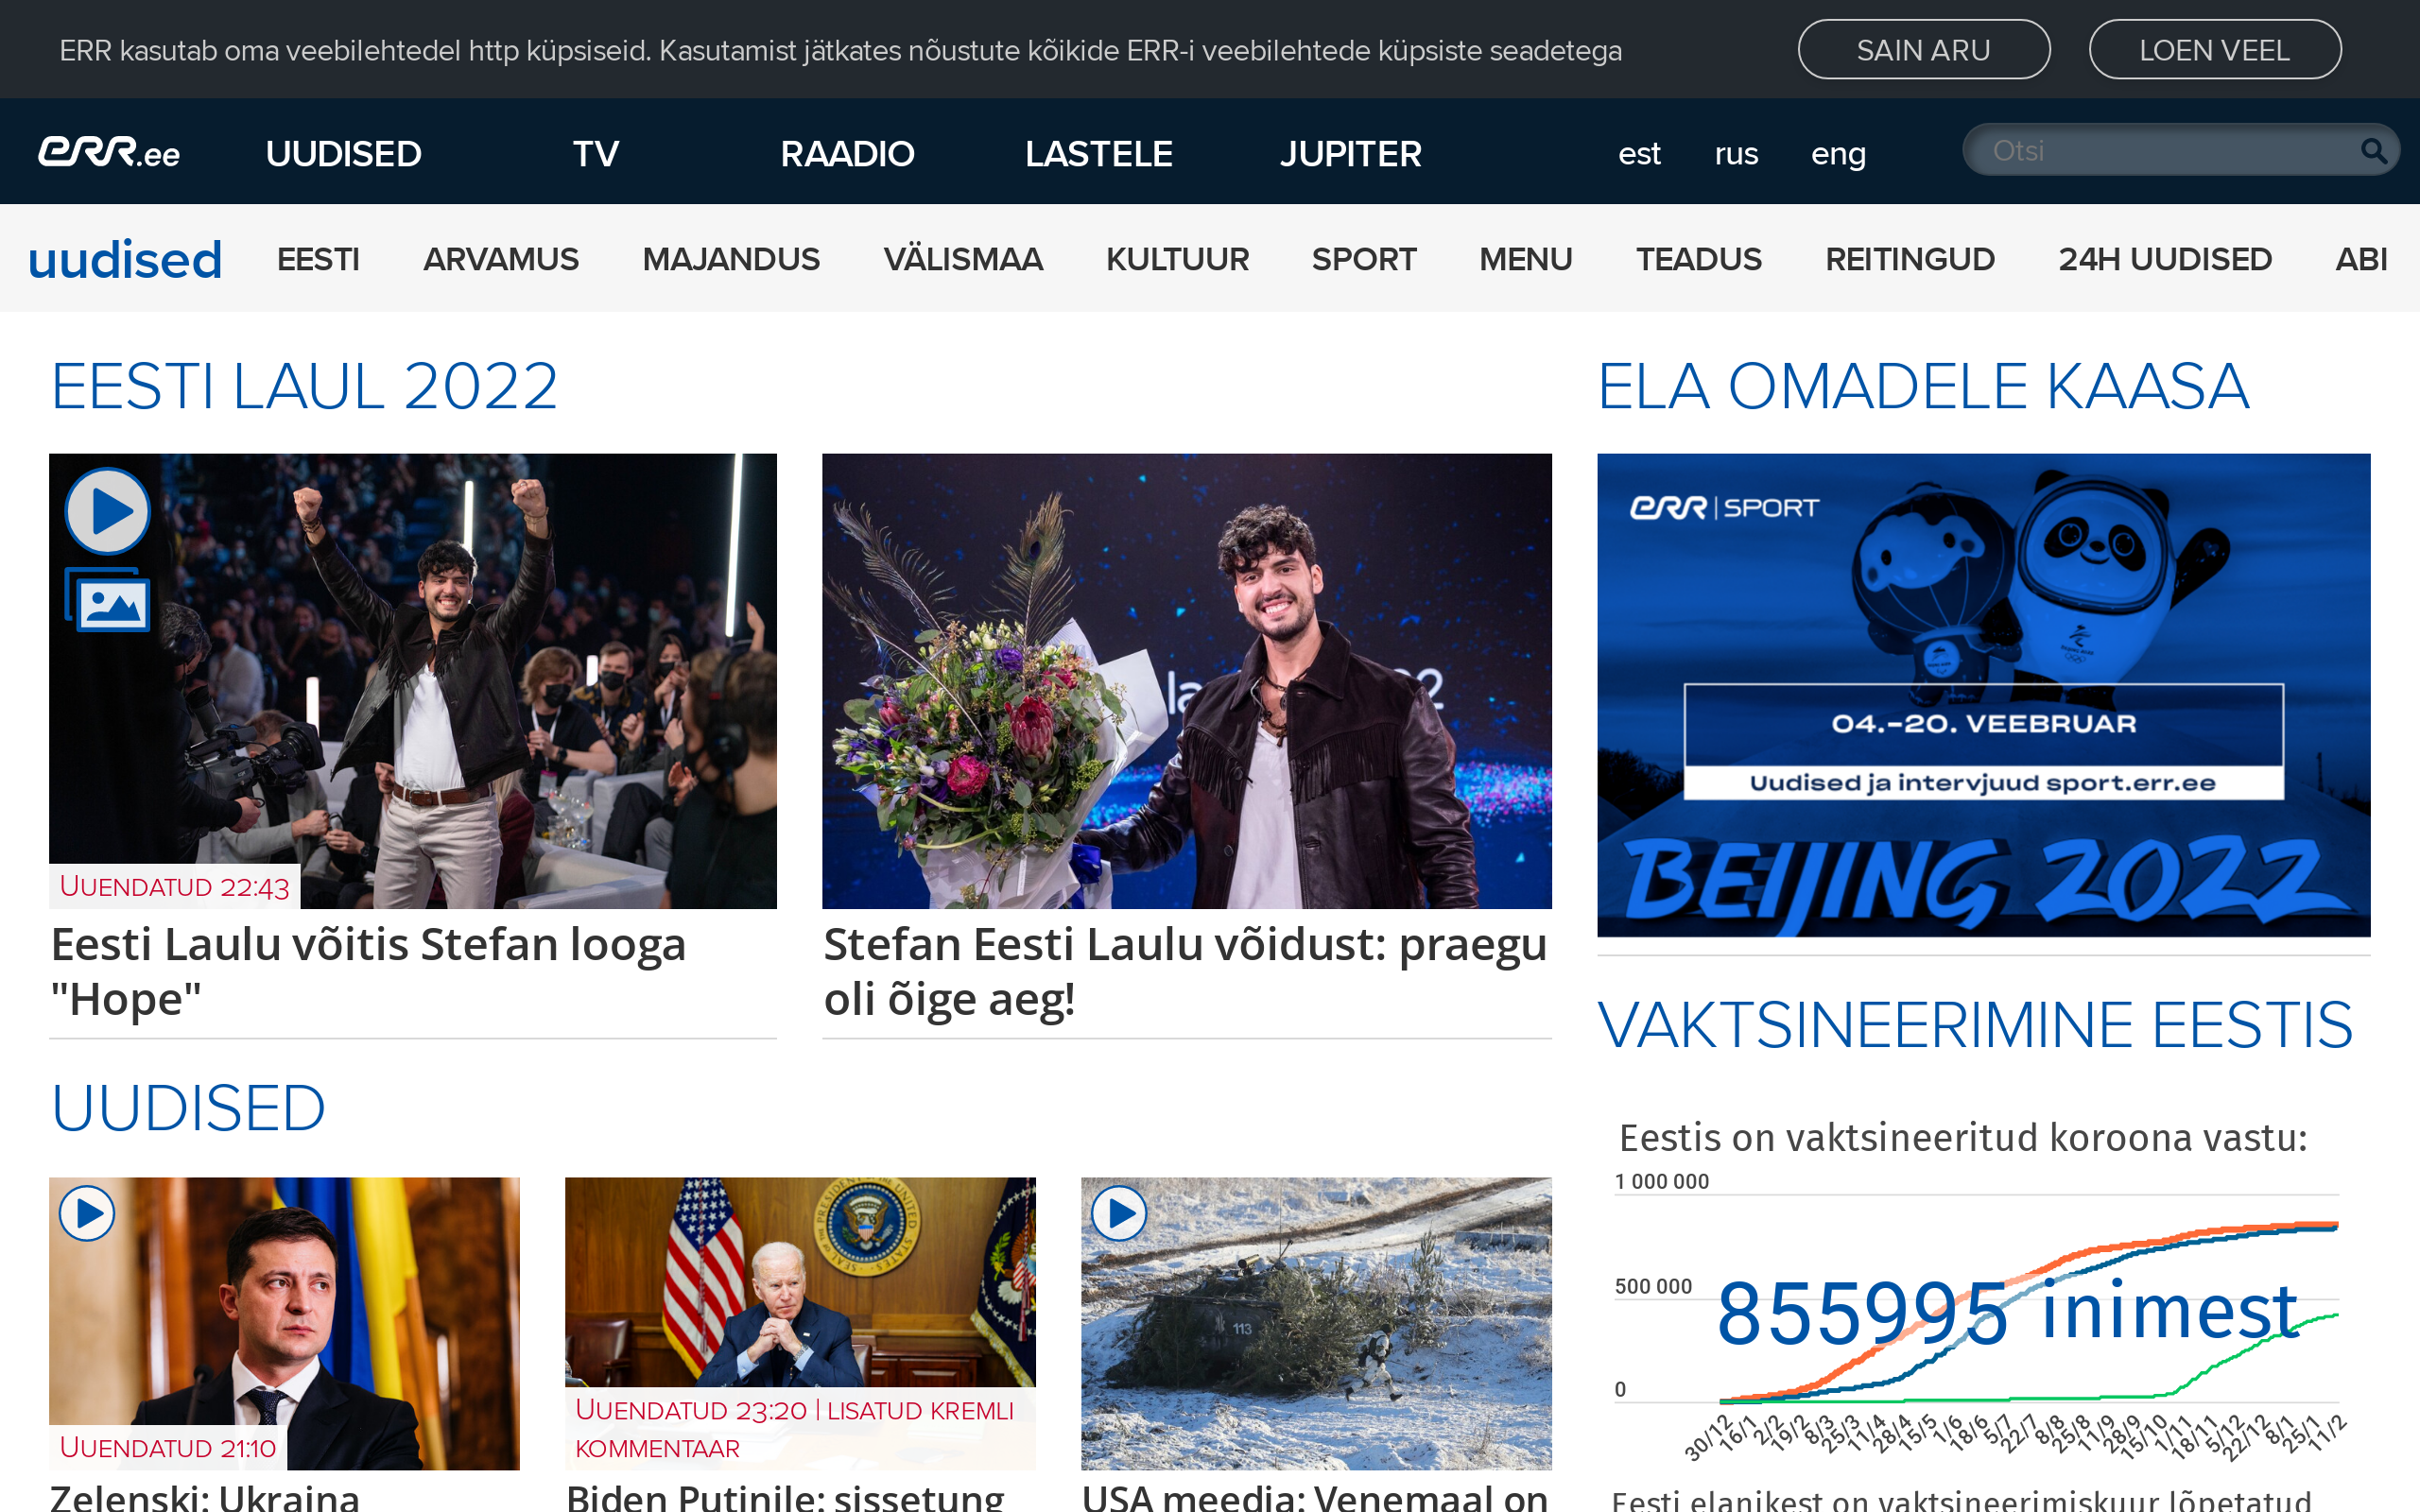 ERR kasutab oma veebilehtedel http küpsiseid. Kasutamist jätkates nõustute kõikide ERR-i veebilehtede küpsiste seadetega
SAIN ARU
LOEN VEEL
err.ee
UUDISED
TV
RAADIO
LASTELE
JUPITER
est
rus
eng
Otsi
uudised
EESTI
ARVAMUS
MAJANDUS
VÄLISMAA
KULTUUR
SPORT
MENU
TEADUS
REITINGUD
24H UUDISED
ABI
EESTI LAUL 2022
UUENDATUD 22:43
Eesti Laulu võitis Stefan looga
"Hope"
Stefan Eesti Laulu võidust: praegu
oli õige aeg!
ELA OMADELE KAASA
err | SPORT
04.-20. VEEBRUAR
Uudised ja intervjuud sport.err.ee
BEIJING 2022
UUDISED
UUENDATUD 21:10
Zelenski: Ukraina
113
UUENDATUD 23:20 | LISATUD KREMLI
KOMMENTAAR
Biden Putinile: sissetung
USA meedia: Venemaal on
VAKTSINEERIMINE EESTIS
Eestis on vaktsineeritud koroona vastu:
1 000 000
500 000
0
855995 inimest
30/12
16/1
2/2
19/2
8/3
25/3
11/4
28/4
15/5
1/6
18/6
5/7
22/7
8/8
25/8
11/9
28/9
15/10
1/11
18/11
5/12
22/12
8/1
25/1
11/2
Eesti elanikest on vaktsineerimiskuur lõpetatud